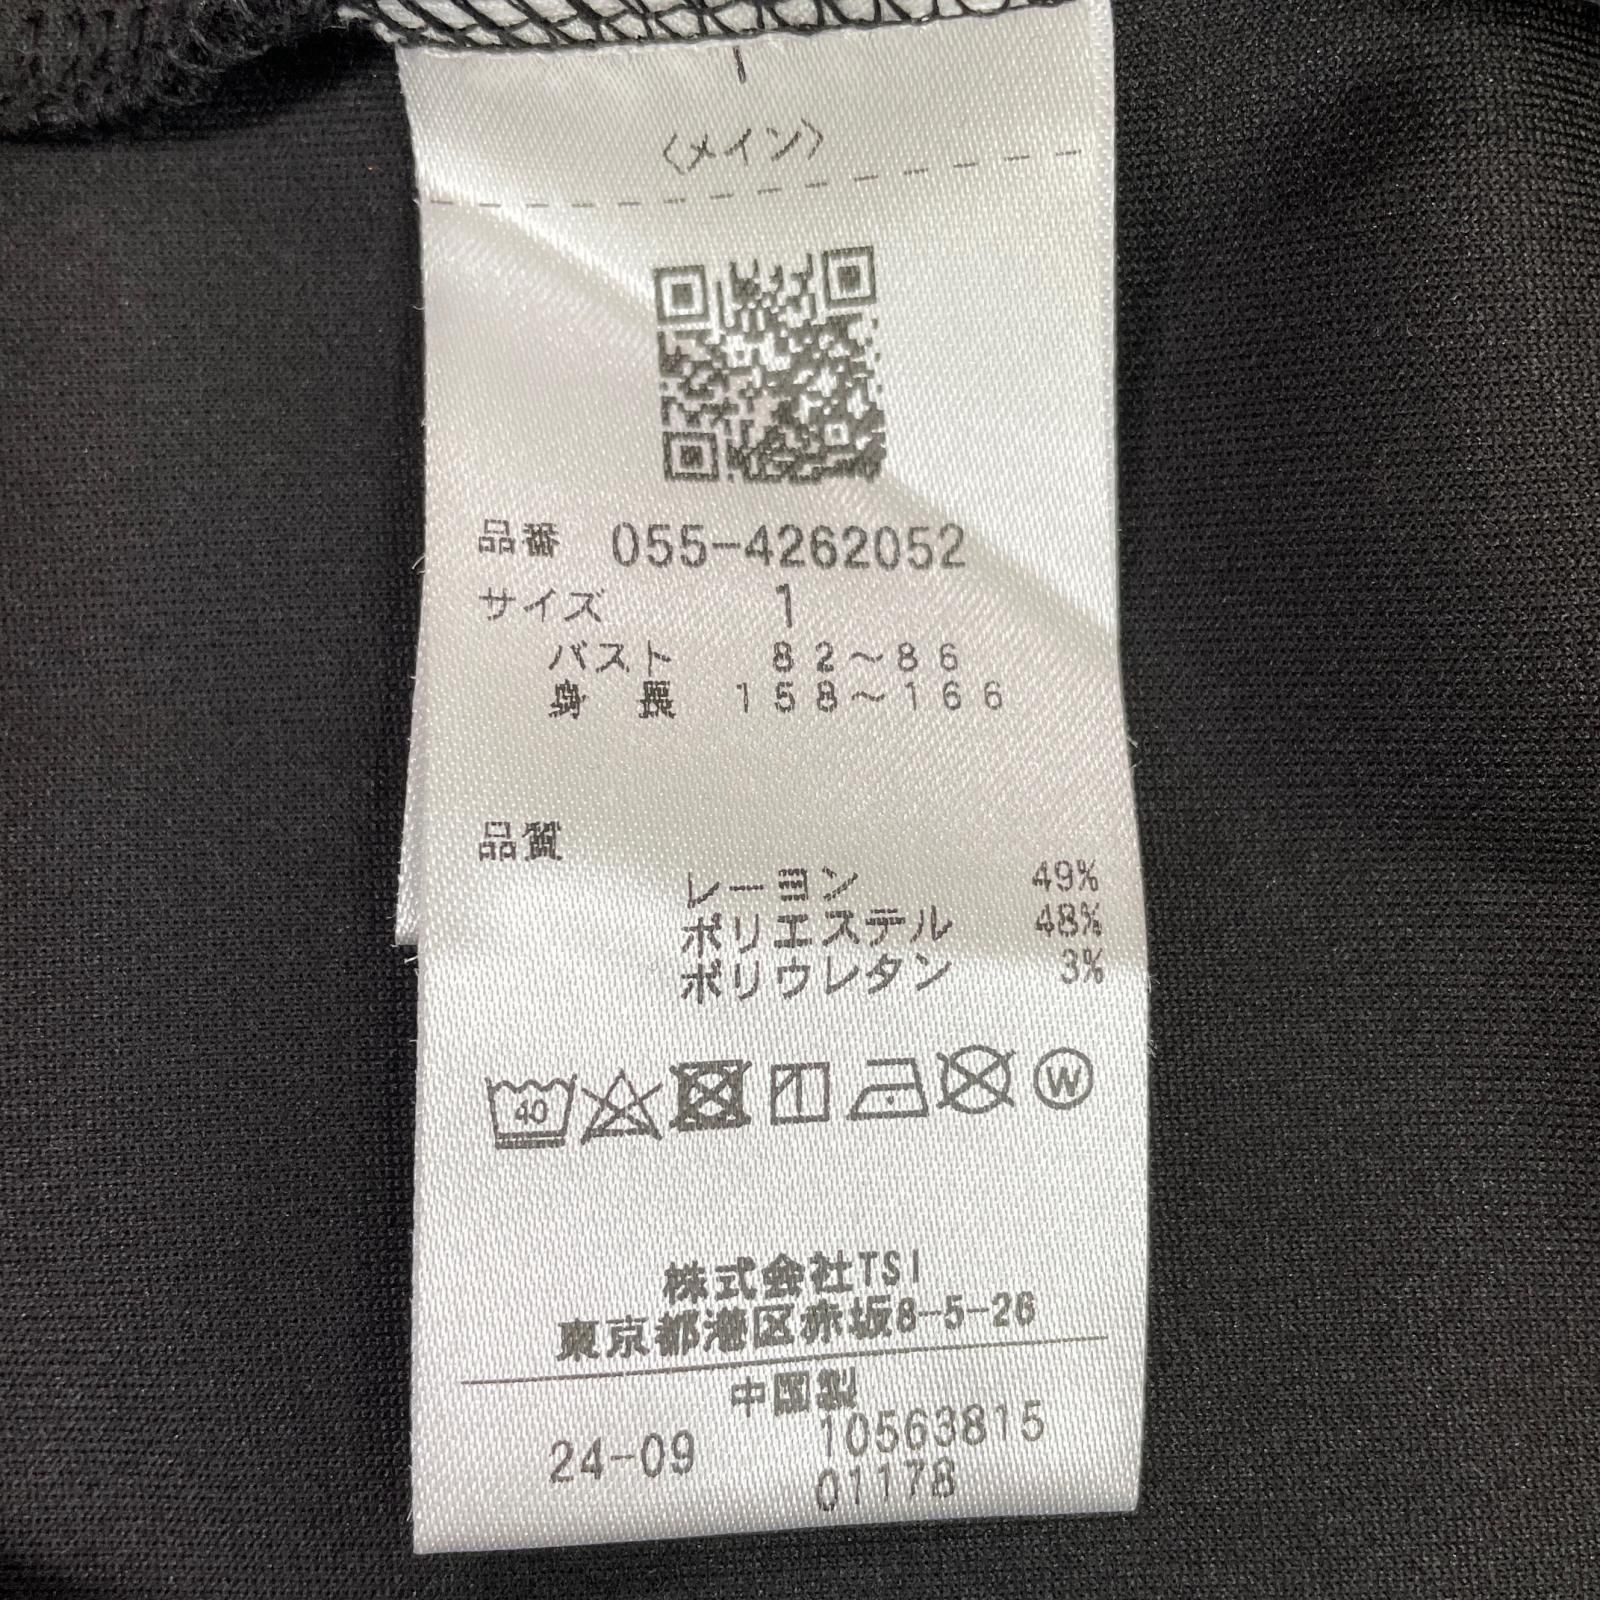 〈メイン〉
品番 055-4262052
サイズ 1
バスト 82～86
身長 158～166
品質
レーヨン 49%
ポリエステル 48%
ポリウレタン 3%
40
W
株式会社TSI
東京都港区赤坂8-5-26
中国製
24-09 10563815
01178